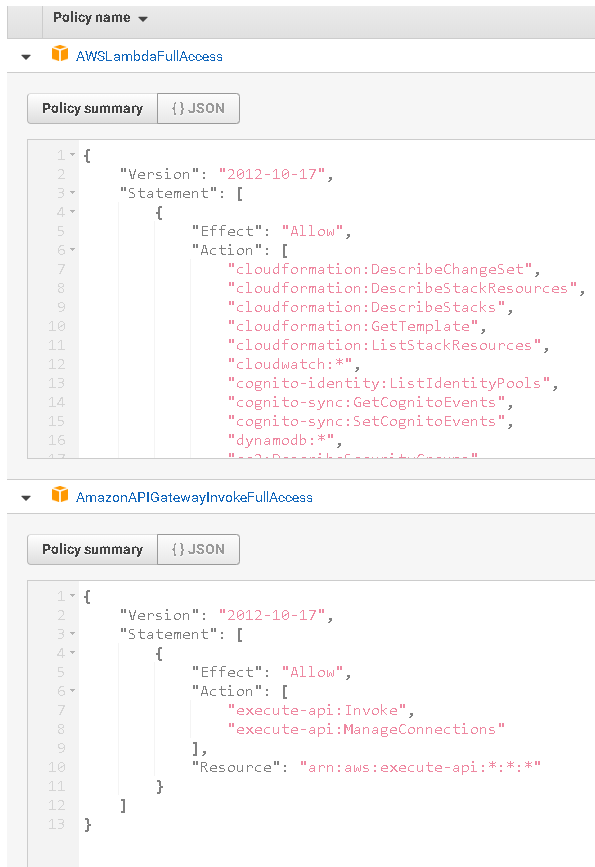 Policy name
AWSLambdaFullAccess
Policy summary
{ } JSON
1 {
2 "Version": "2012-10-17",
3 "Statement": [
4 {
5 "Effect": "Allow",
6 "Action": [
7 "cloudformation:DescribeChangeSet",
8 "cloudformation:DescribeStackResources",
9 "cloudformation:DescribeStacks",
10 "cloudformation:GetTemplate",
11 "cloudformation:ListStackResources",
12 "cloudwatch:*",
13 "cognito-identity:ListIdentityPools",
14 "cognito-sync:GetCognitoEvents",
15 "cognito-sync:SetCognitoEvents",
16 "dynamodb:*",
17 "ec2:DescribeSecurityGroups"
AmazonAPIGatewayInvokeFullAccess
Policy summary
{ } JSON
1 {
2 "Version": "2012-10-17",
3 "Statement": [
4 {
5 "Effect": "Allow",
6 "Action": [
7 "execute-api:Invoke",
8 "execute-api:ManageConnections"
9 ],
10 "Resource": "arn:aws:execute-api:*:*:*"
11 }
12 ]
13 }